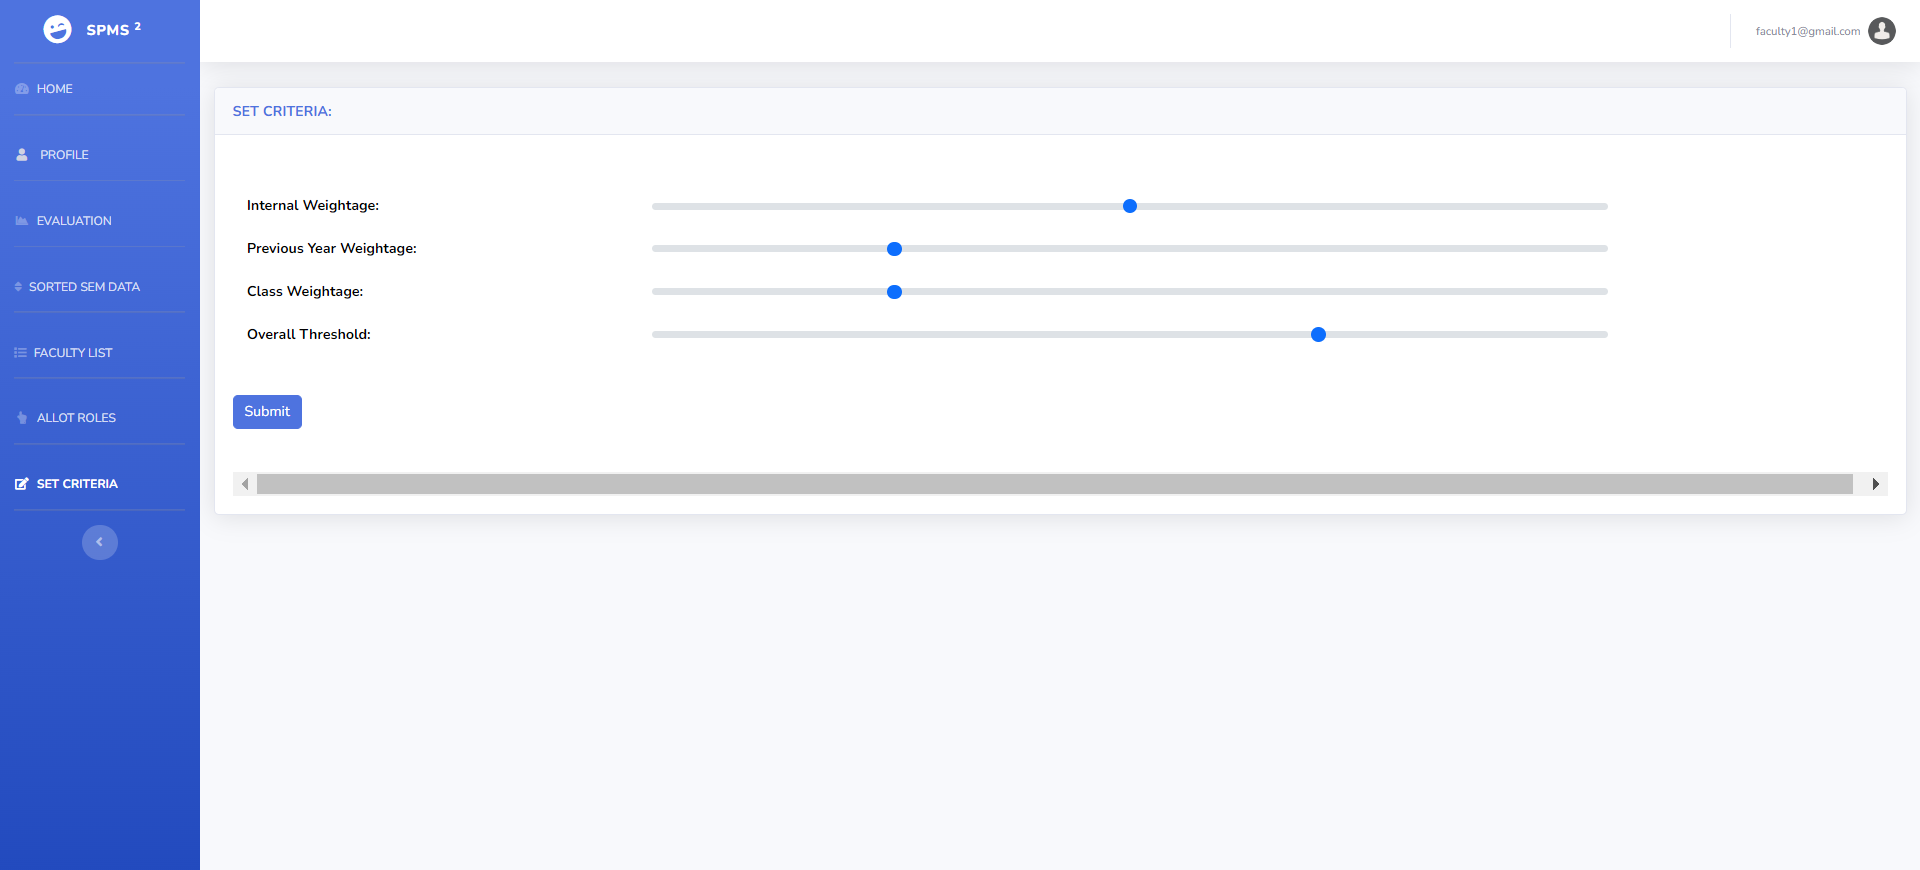 SPMS 2
faculty1@gmail.com
HOME
PROFILE
EVALUATION
SORTED SEM DATA
FACULTY LIST
ALLOT ROLES
SET CRITERIA
SET CRITERIA:
Internal Weightage:
Previous Year Weightage:
Class Weightage:
Overall Threshold:
Submit